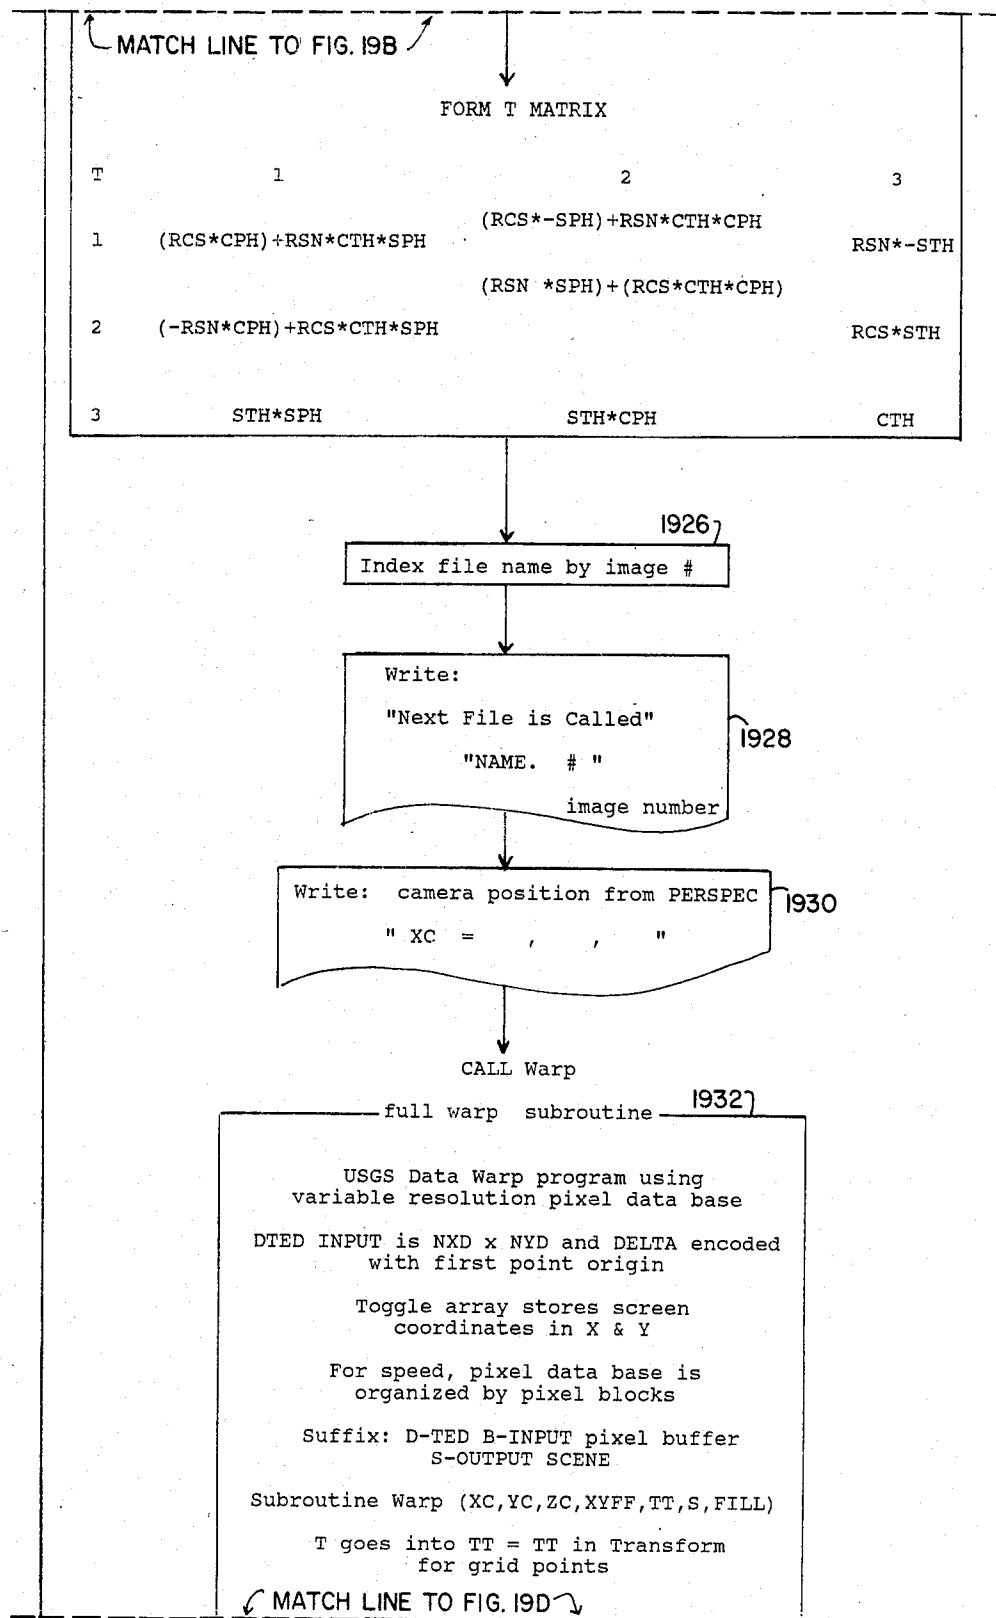 MATCH LINE TO FIG. 19B
FORM T MATRIX
T 1 2 3
(RCS*-SPH)+RSN*CTH*CPH
1 (RCS*CPH)+RSN*CTH*SPH RSN*-STH
(RSN *SPH)+(RCS*CTH*CPH)
2 (-RSN*CPH)+RCS*CTH*SPH RCS*STH
3 STH*SPH STH*CPH CTH
1926
Index file name by image #
Write:
"Next File is Called"
1928
"NAME. # "
image number
Write: camera position from PERSPEC
1930
" XC = , , "
CALL Warp
full warp subroutine 1932
USGS Data Warp program using
variable resolution pixel data base
DTED INPUT is NXD x NYD and DELTA encoded
with first point origin
Toggle array stores screen
coordinates in X & Y
For speed, pixel data base is
organized by pixel blocks
Suffix: D-TED B-INPUT pixel buffer
S-OUTPUT SCENE
Subroutine Warp (XC,YC,ZC,XYFF,TT,S,FILL)
T goes into TT = TT in Transform
for grid points
MATCH LINE TO FIG. 19D